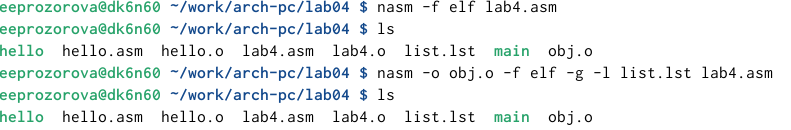 eeprozorova@dk6n60 ~/work/arch-pc/lab04 $ nasm -f elf lab4.asm
eeprozorova@dk6n60 ~/work/arch-pc/lab04 $ ls
hello  hello.asm  hello.o  lab4.asm  lab4.o  list.lst  main  obj.o
eeprozorova@dk6n60 ~/work/arch-pc/lab04 $ nasm -o obj.o -f elf -g -l list.lst lab4.asm
eeprozorova@dk6n60 ~/work/arch-pc/lab04 $ ls
hello  hello.asm  hello.o  lab4.asm  lab4.o  list.lst  main  obj.o